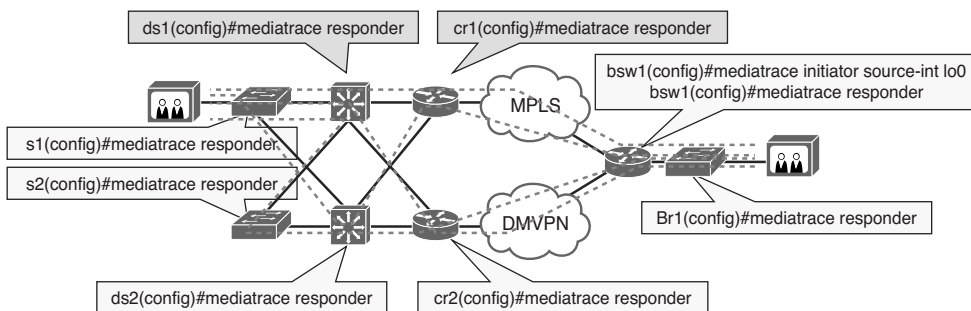 ds1(config)#mediatrace responder
cr1(config)#mediatrace responder
bsw1(config)#mediatrace initiator source-int lo0
bsw1(config)#mediatrace responder
MPLS
s1(config)#mediatrace responder
s2(config)#mediatrace responder
DMVPN
Br1(config)#mediatrace responder
ds2(config)#mediatrace responder
cr2(config)#mediatrace responder